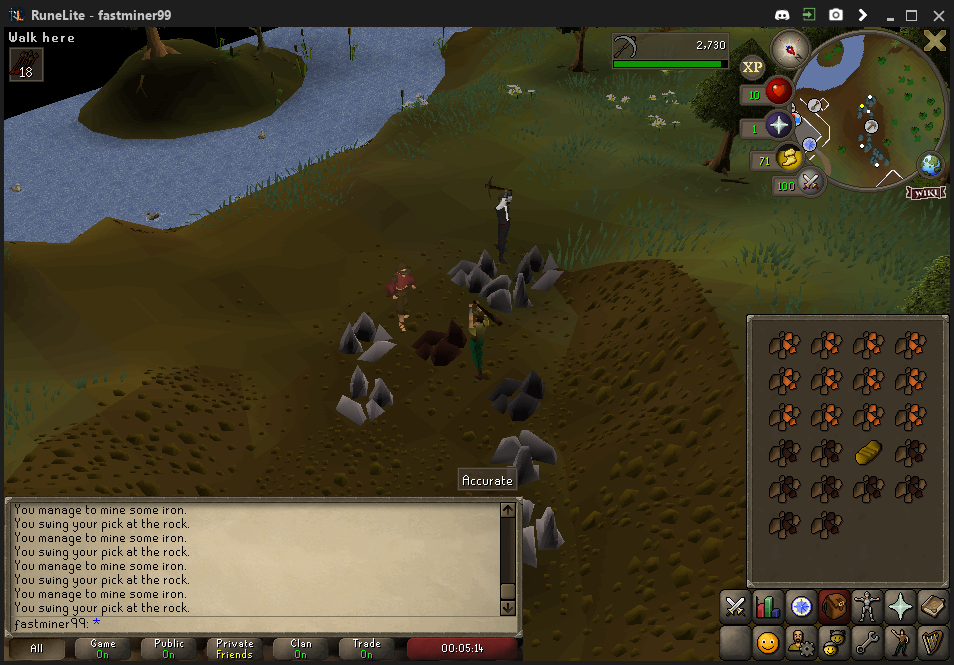 RuneLite - fastminer99
Walk here
18
2,730
XP
10
1
71
100
WIKI
Accurate
You manage to mine some iron.
You swing your pick at the rock.
You manage to mine some iron.
You swing your pick at the rock.
You manage to mine some iron.
You swing your pick at the rock.
You manage to mine some iron.
You swing your pick at the rock.
fastminer99: *
All
Game
On
Public
On
Private
Friends
Clan
On
Trade
On
00:05:14